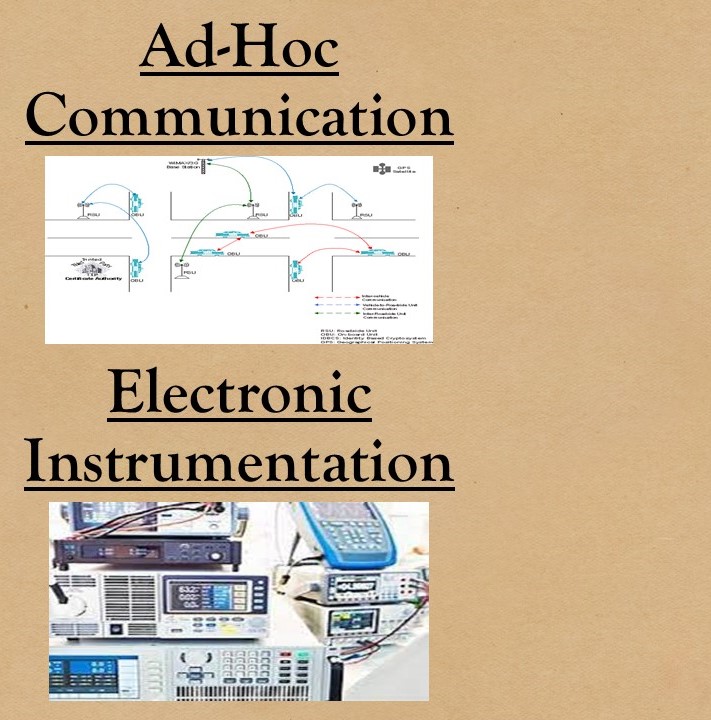 Ad-Hoc
Communication
WIMAX/3G
Base Station
GPS
Satellite
RSU
OBU
RSU
OBU
RSU
OBU
OBU
OBU
Trusted
TTP
Certificate Authority
OBU
RSU
OBU
Intervehicle
Communication
Vehicle-to-Roadside Unit
Communication
Inter-Roadside Unit
Communication
RSU: Roadside Unit
OBU: On Board Unit
IDBCS: Identity Based Cryptosystem
GPS: Geographical Positioning System
Electronic
Instrumentation